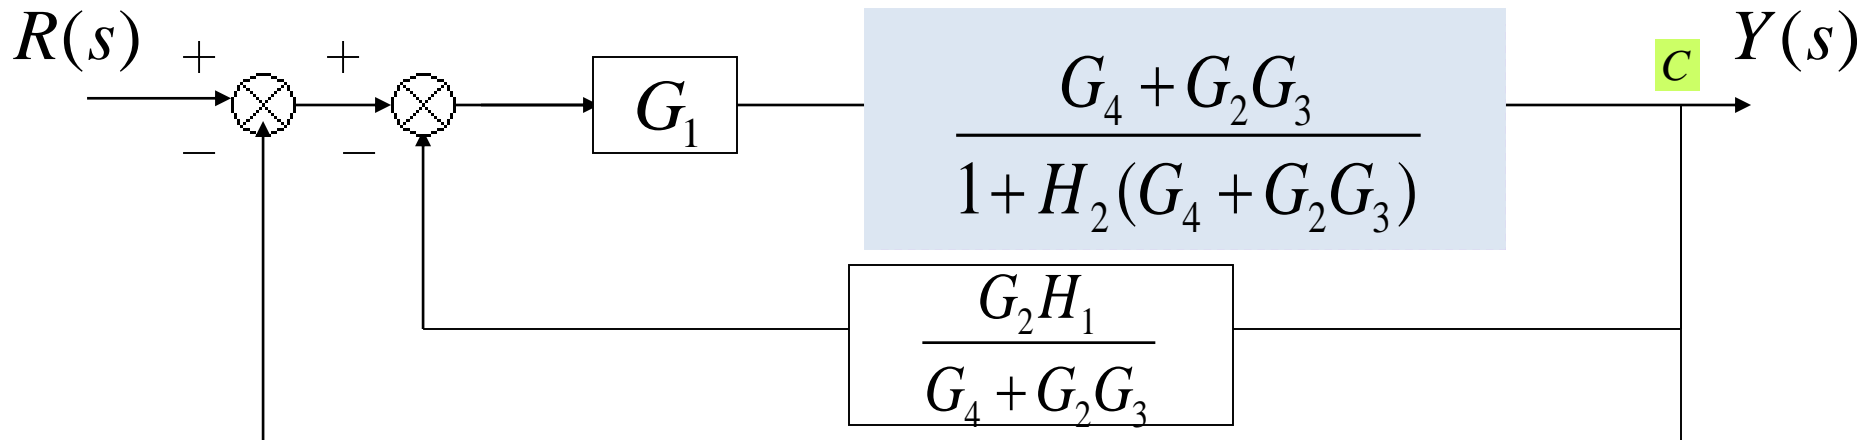 R(s) + + G₁ G₄ + G₂G₃ C Y(s)
− − 1 + H₂(G₄ + G₂G₃)
G₂H₁
G₄ + G₂G₃